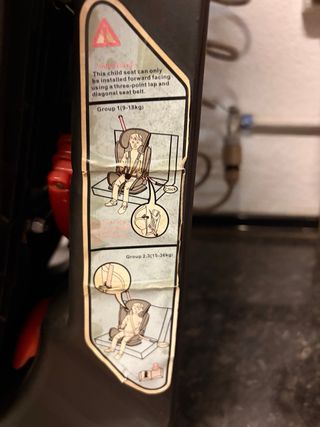 This child seat can only
be installed forward facing
using a three-point lap and
diagonal seat belt.
Group 1(9-18kg)
Group 2,3(15-36kg)